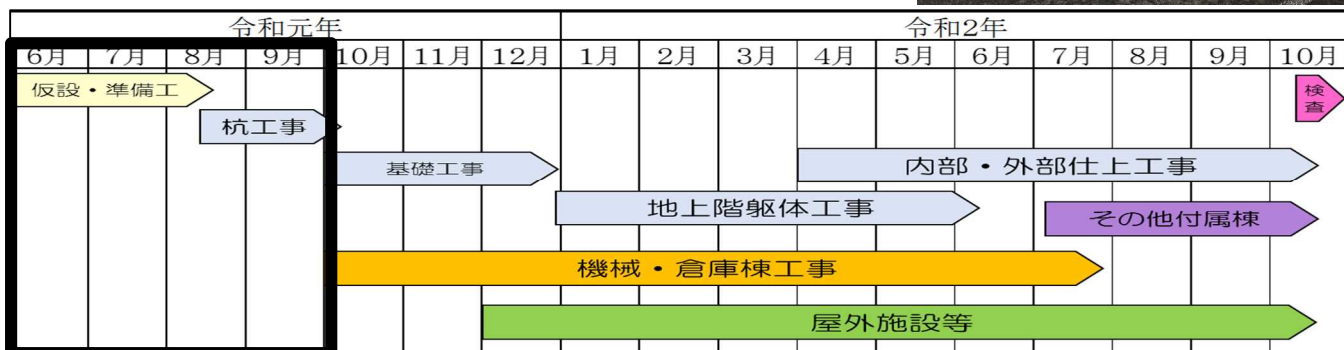 令和元年 令和2年
6月 7月 8月 9月 10月 11月 12月 1月 2月 3月 4月 5月 6月 7月 8月 9月 10月
仮設・準備工
検査
杭工事
基礎工事
内部・外部仕上工事
地上階躯体工事
その他付属棟
機械・倉庫棟工事
屋外施設等